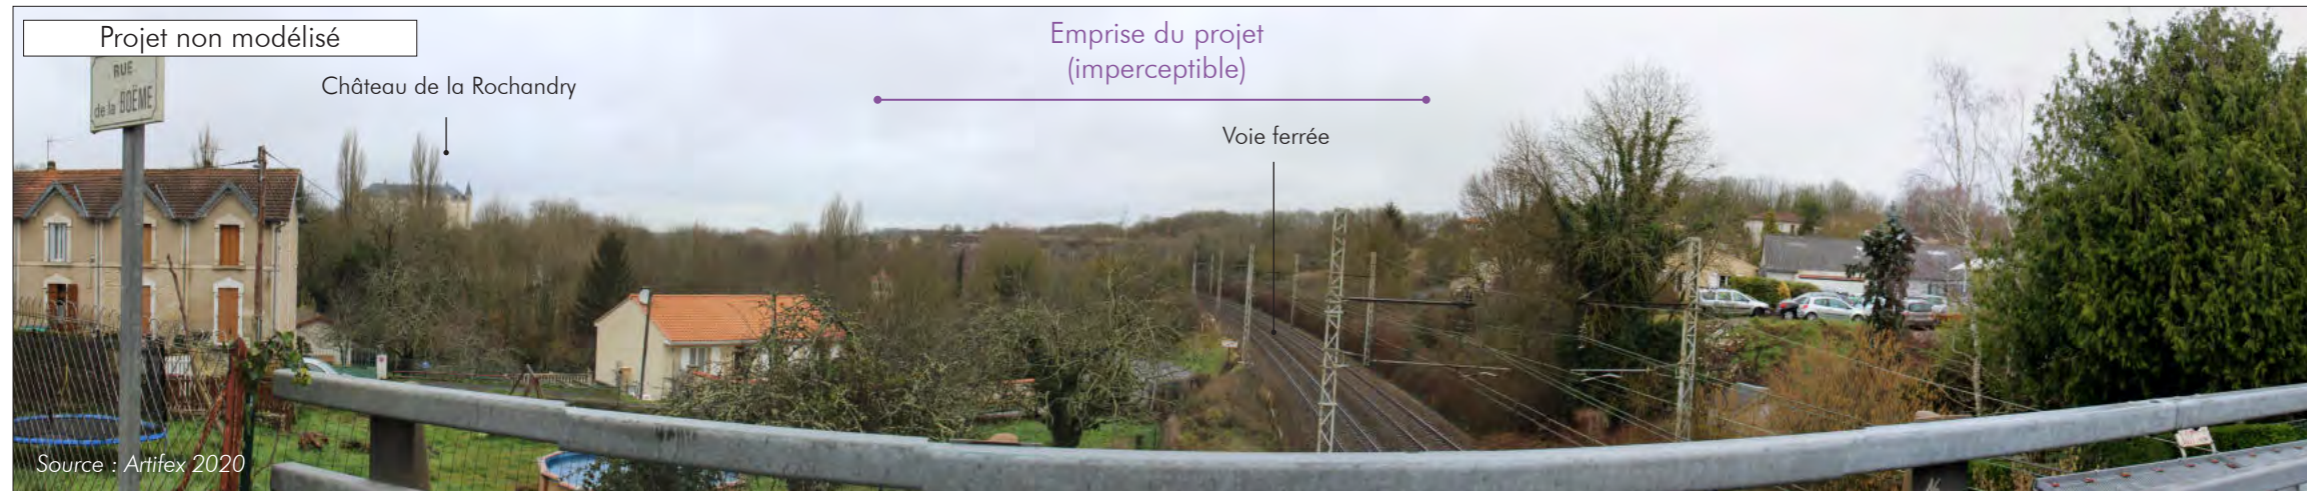 Projet non modélisé
Emprise du projet
(imperceptible)
Château de la Rochandry
Voie ferrée
RUE
de la BOËME
Source : Artifex 2020